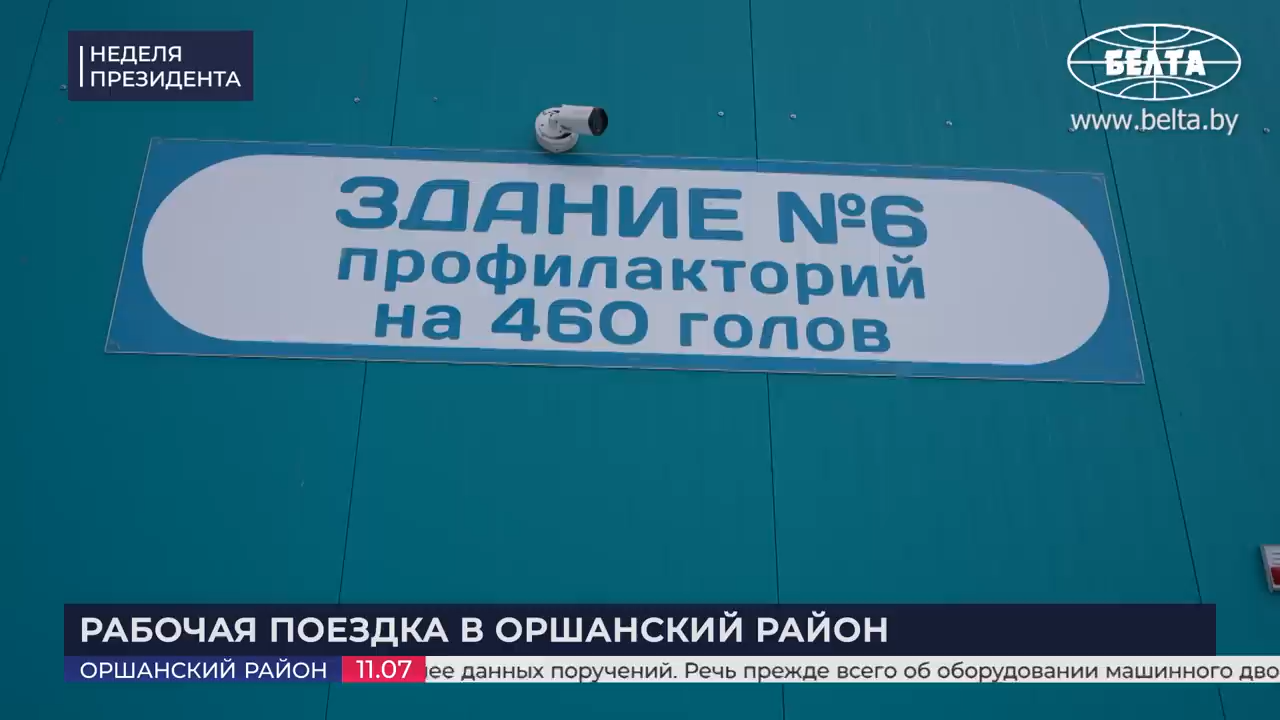 НЕДЕЛЯ
ПРЕЗИДЕНТА
БЕЛТА
www.belta.by
ЗДАНИЕ №6
профилакторий
на 460 голов
РАБОЧАЯ ПОЕЗДКА В ОРШАНСКИЙ РАЙОН
ОРШАНСКИЙ РАЙОН 11.07 данных поручений. Речь прежде всего об оборудовании машинного